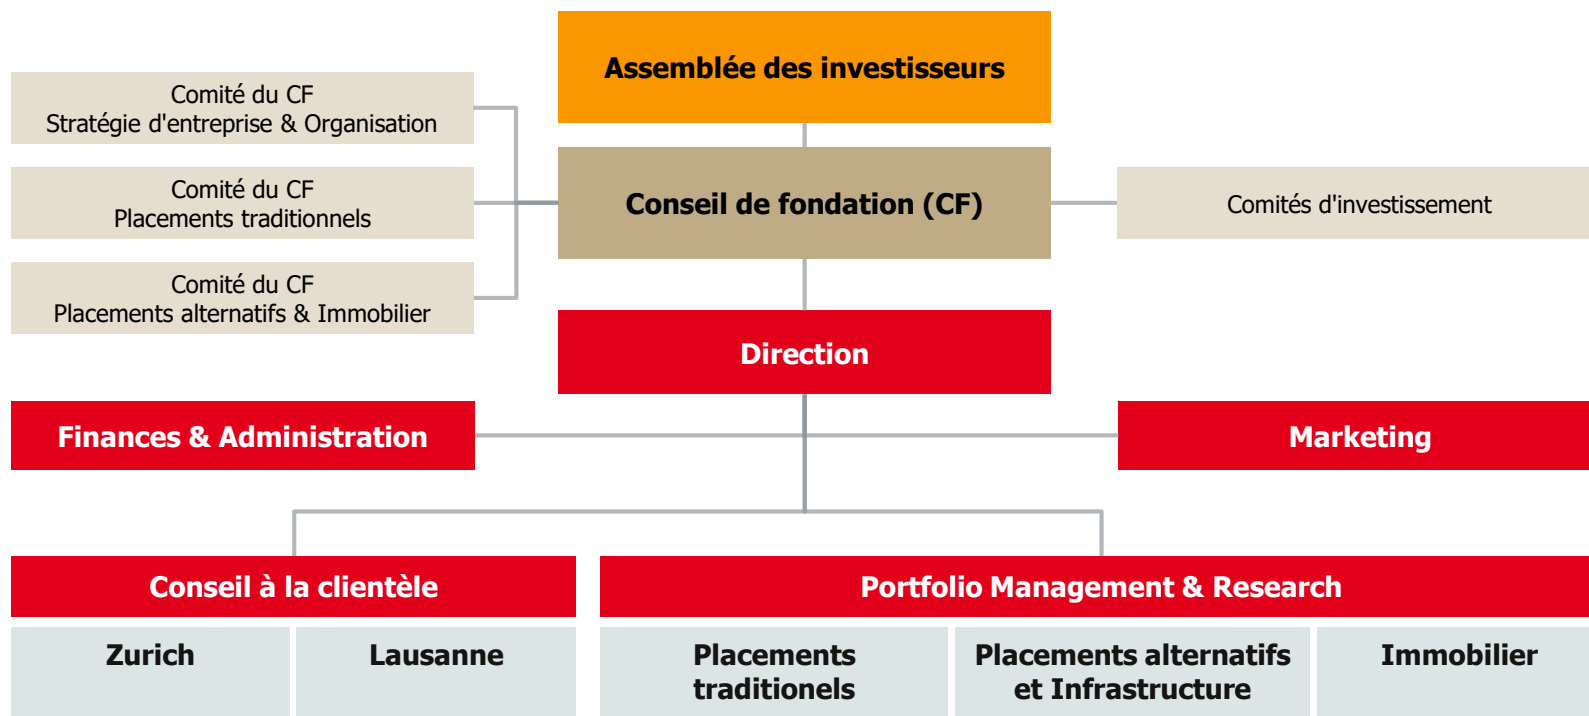 Assemblée des investisseurs
Comité du CF
Stratégie d'entreprise & Organisation
Comité du CF
Placements traditionnels
Conseil de fondation (CF)
Comités d'investissement
Comité du CF
Placements alternatifs & Immobilier
Direction
Finances & Administration
Marketing
Conseil à la clientèle
Portfolio Management & Research
Zurich
Lausanne
Placements
traditionels
Placements alternatifs
et Infrastructure
Immobilier